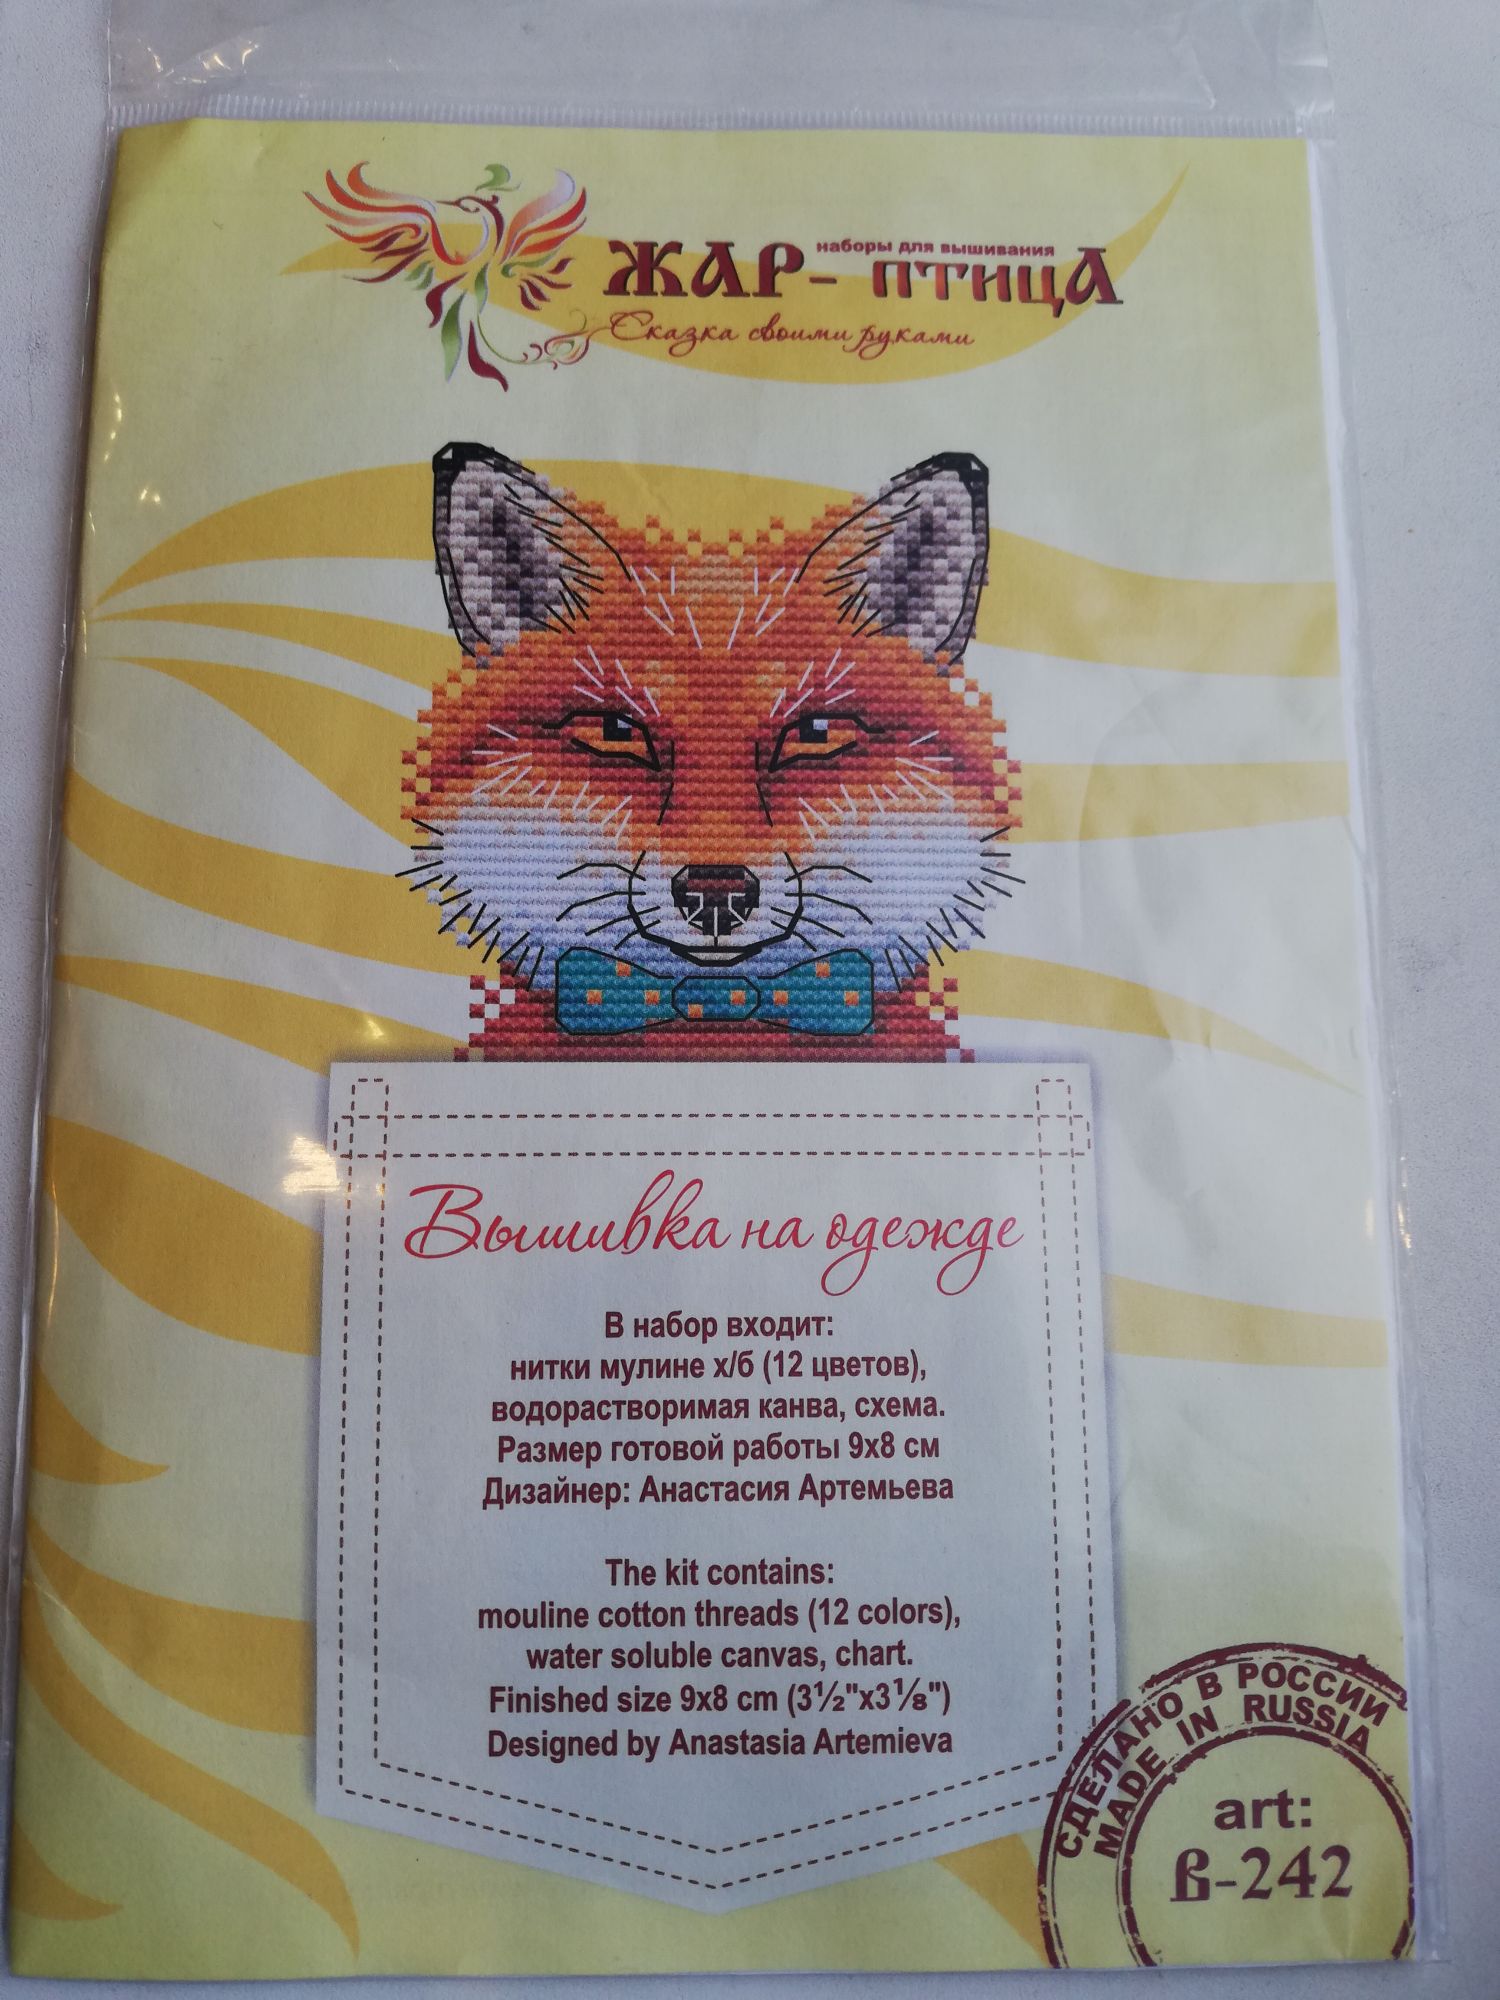 наборы для вышивания
ЖАР-ПТИЦА
Сказка своими руками
Вышивка на одежде
В набор входит:
нитки мулине х/б (12 цветов),
водорастворимая канва, схема.
Размер готовой работы 9х8 см
Дизайнер: Анастасия Артемьева
The kit contains:
mouline cotton threads (12 colors),
water soluble canvas, chart.
Finished size 9x8 cm (3½"x3⅛")
Designed by Anastasia Artemieva
СДЕЛАНО В РОССИИ
MADE IN RUSSIA
art:
В-242